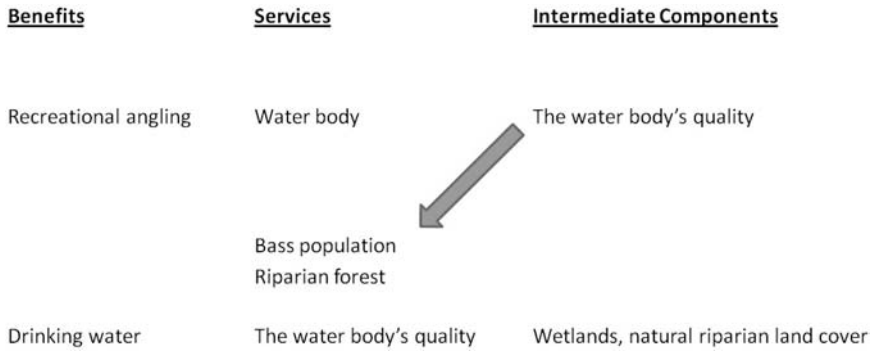 Benefits Services Intermediate Components
Recreational angling Water body The water body's quality
Bass population
Riparian forest
Drinking water The water body's quality Wetlands, natural riparian land cover